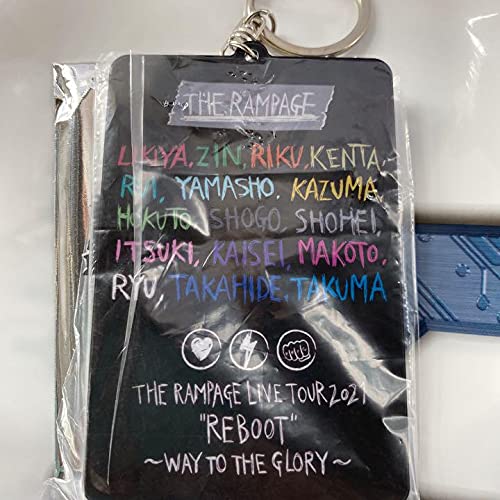 THE RAMPAGE
LIKIYA, ZIN, RIKU, KENTA,
RUI, YAMASHO, KAZUMA,
HOKUTO, SHOGO, SHOHEI,
ITSUKI, KAISEI, MAKOTO,
RYU, TAKAHIDE, TAKUMA
THE RAMPAGE LIVE TOUR 2021
"REBOOT"
~WAY TO THE GLORY~